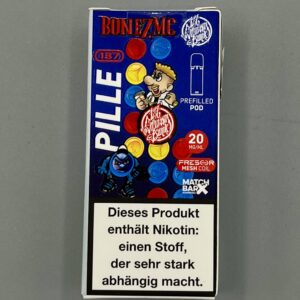 BONEZMC
187
PILLE
PREFILLED
POD
20
MG/ML
FRESOR
MESH COIL
MATCH
BAR X
Dieses Produkt
enthält Nikotin:
einen Stoff,
der sehr stark
abhängig macht.